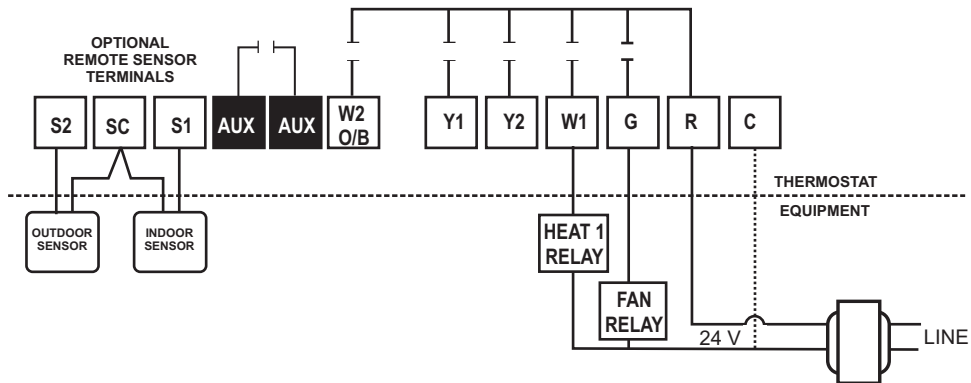 OPTIONAL
REMOTE SENSOR
TERMINALS
S2
SC
S1
AUX
AUX
W2
O/B
Y1
Y2
W1
G
R
C
THERMOSTAT
EQUIPMENT
OUTDOOR
SENSOR
INDOOR
SENSOR
HEAT 1
RELAY
FAN
RELAY
24 V
LINE